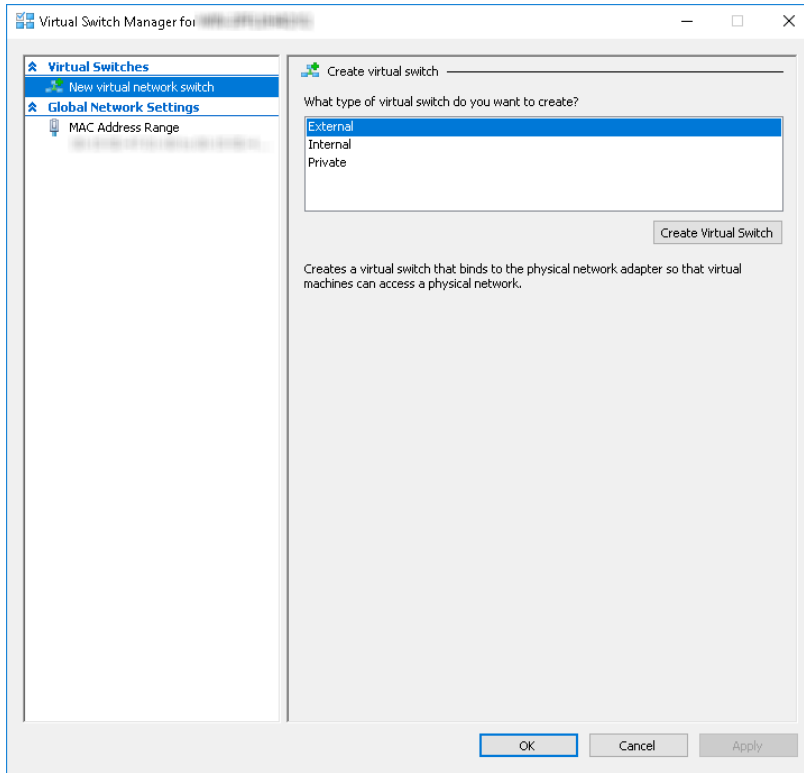 Virtual Switch Manager for
Virtual Switches
New virtual network switch
Global Network Settings
MAC Address Range
Create virtual switch
What type of virtual switch do you want to create?
External
Internal
Private
Create Virtual Switch
Creates a virtual switch that binds to the physical network adapter so that virtual
machines can access a physical network.
OK
Cancel
Apply